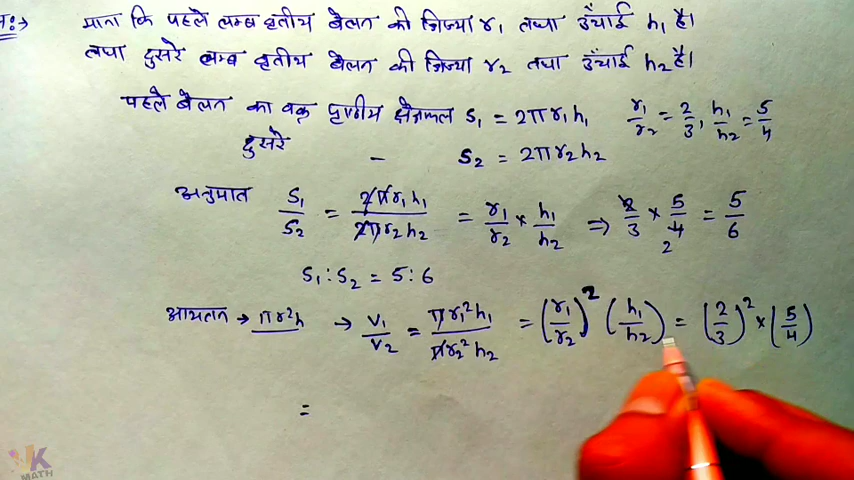 माना कि पहले लम्ब वृतीय बेलन की त्रिज्या r₁ तथा उँचाई h₁ है।
तथा दुसरे लम्ब वृतीय बेलन की त्रिज्या r₂ तथा उँचाई h₂ है।
पहले बेलन का वक्र पृष्ठीय क्षेत्रफल S₁ = 2πr₁h₁ r₁/r₂ = 2/3, h₁/h₂ = 5/4
दुसरे – S₂ = 2πr₂h₂
अनुपात S₁/S₂ = 2πr₁h₁/2πr₂h₂ = r₁/r₂ × h₁/h₂ ⇒ 2/3 × 5/4 2 = 5/6
S₁ : S₂ = 5 : 6
आयतन → πr²h → V₁/V₂ = πr₁²h₁/πr₂²h₂ = (r₁/r₂)² (h₁/h₂) = (2/3)² × (5/4)
=
VK
MATH